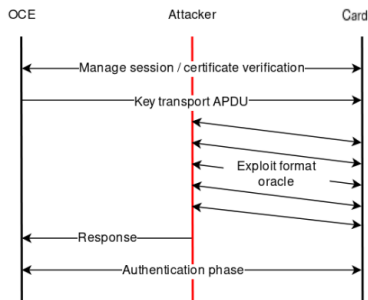 OCE Attacker Card
Manage session / certificate verification
Key transport APDU
Exploit format
oracle
Response
Authentication phase